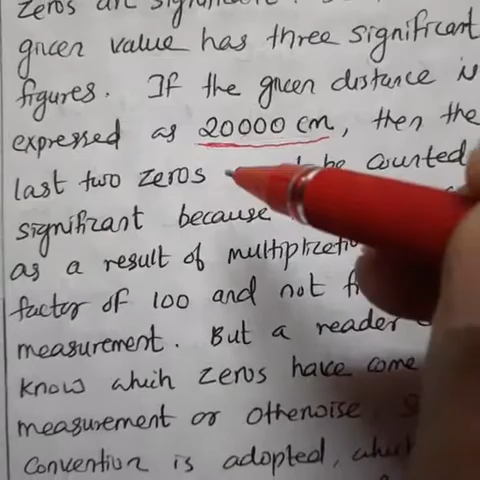 zeros are significant.
given value has three significant
figures. If the given distance is
expressed as 20000 cm, then the
last two zeros be counted
significant because
as a result of
factor of 100 and not
measurement. But a reader
know which zeros have come
measurement or otherwise
convention is adopted,